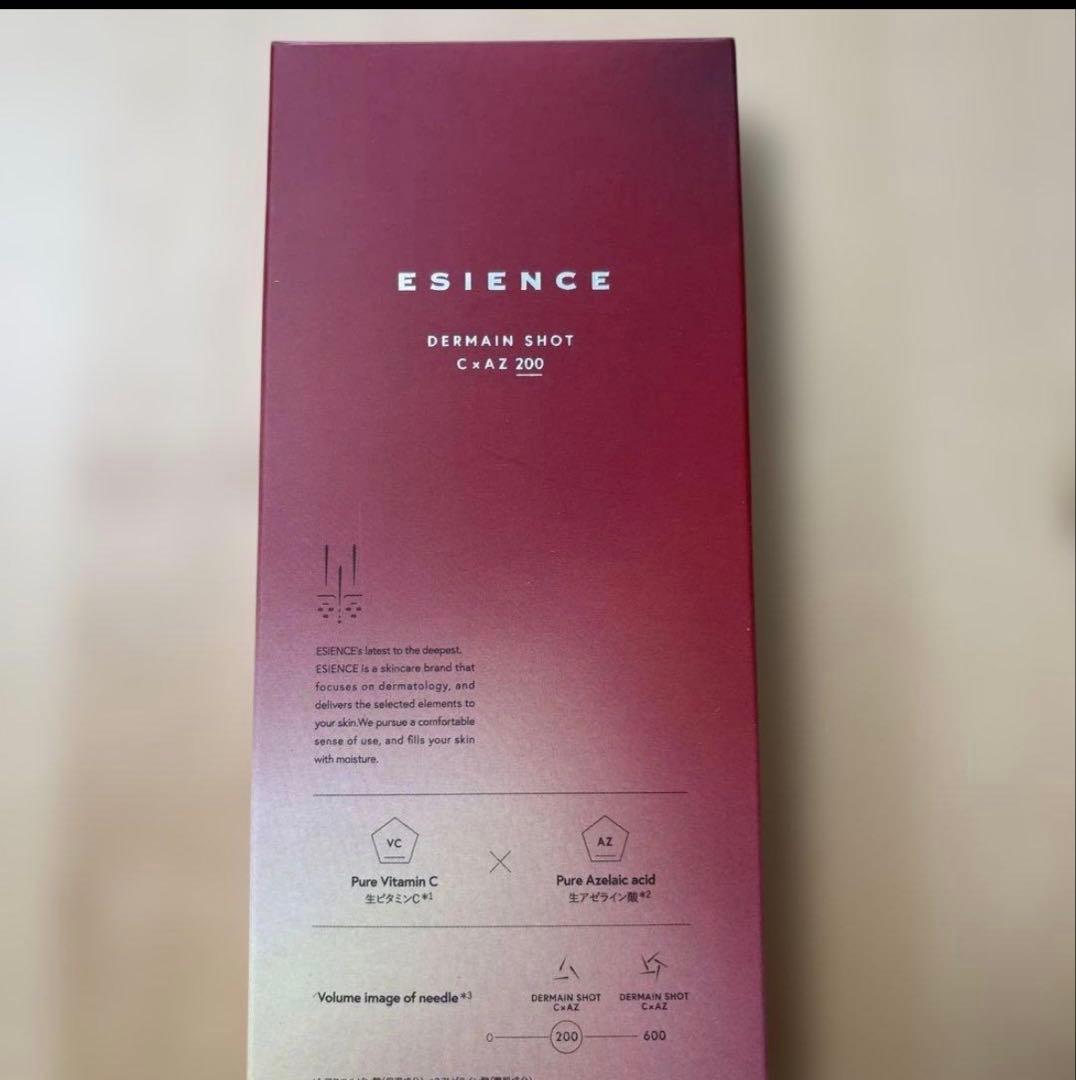 ESIENCE
DERMAIN SHOT
C×AZ 200
ESIENCE's latest to the deepest.
ESIENCE is a skincare brand that
focuses on dermatology, and
delivers the selected elements to
your skin.We pursue a comfortable
sense of use, and fills your skin
with moisture.
VC
AZ
Pure Vitamin C
Pure Azelaic acid
生ビタミンC*1
生アゼライン酸*2
Volume image of needle*3
DERMAIN SHOT
C×AZ
DERMAIN SHOT
C×AZ
0
200
600